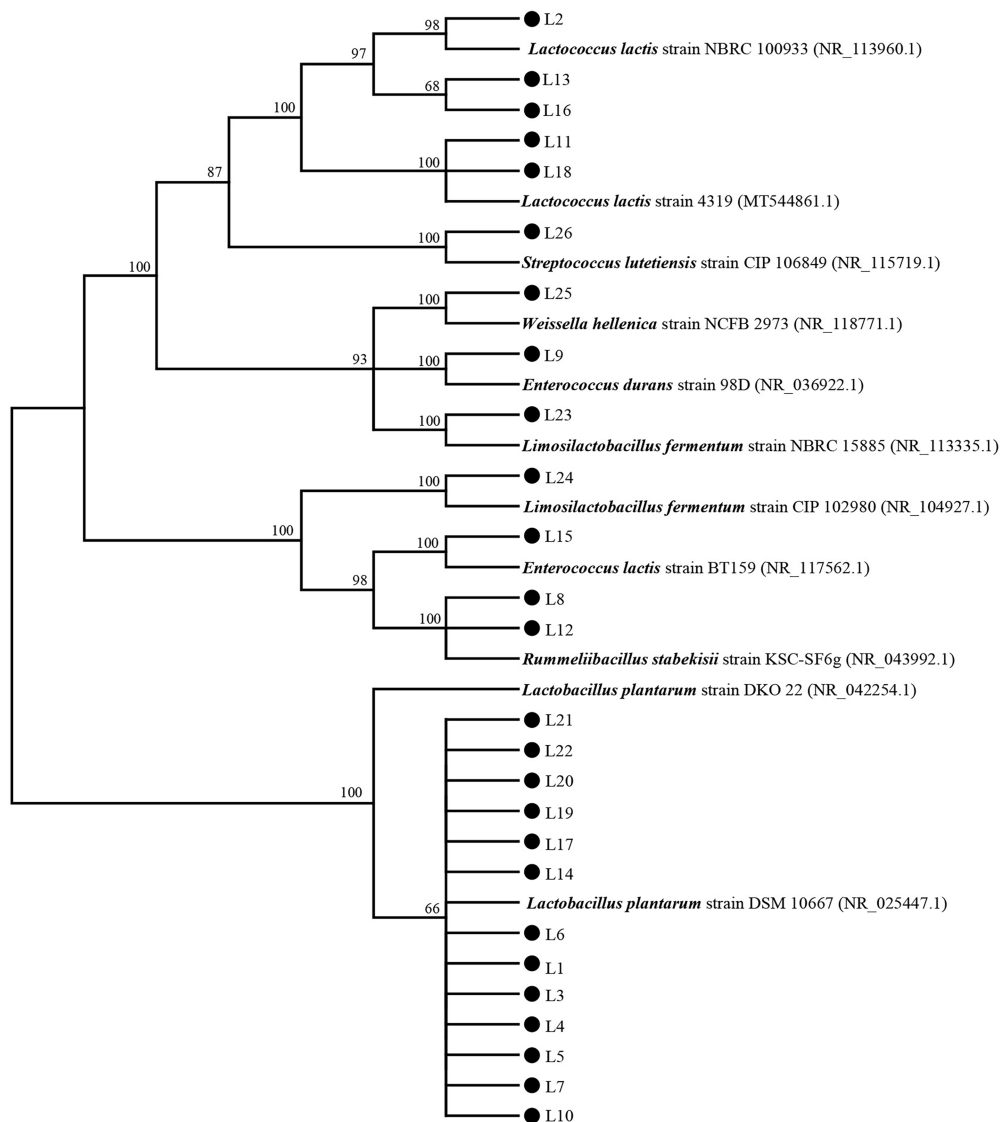 98
L2
Lactococcus lactis strain NBRC 100933 (NR_113960.1)
97
L13
68
L16
100
L11
100
L18
87
Lactococcus lactis strain 4319 (MT544861.1)
L26
100
Streptococcus lutetiensis strain CIP 106849 (NR_115719.1)
100
L25
100
Weissella hellenica strain NCFB 2973 (NR_118771.1)
93
L9
100
Enterococcus durans strain 98D (NR_036922.1)
L23
100
Limosilactobacillus fermentum strain NBRC 15885 (NR_113335.1)
L24
100
Limosilactobacillus fermentum strain CIP 102980 (NR_104927.1)
100
L15
100
Enterococcus lactis strain BT159 (NR_117562.1)
98
L8
100
L12
Rummeliibacillus stabekisii strain KSC-SF6g (NR_043992.1)
Lactobacillus plantarum strain DKO 22 (NR_042254.1)
L21
L22
L20
100
L19
L17
L14
66
Lactobacillus plantarum strain DSM 10667 (NR_025447.1)
L6
L1
L3
L4
L5
L7
L10